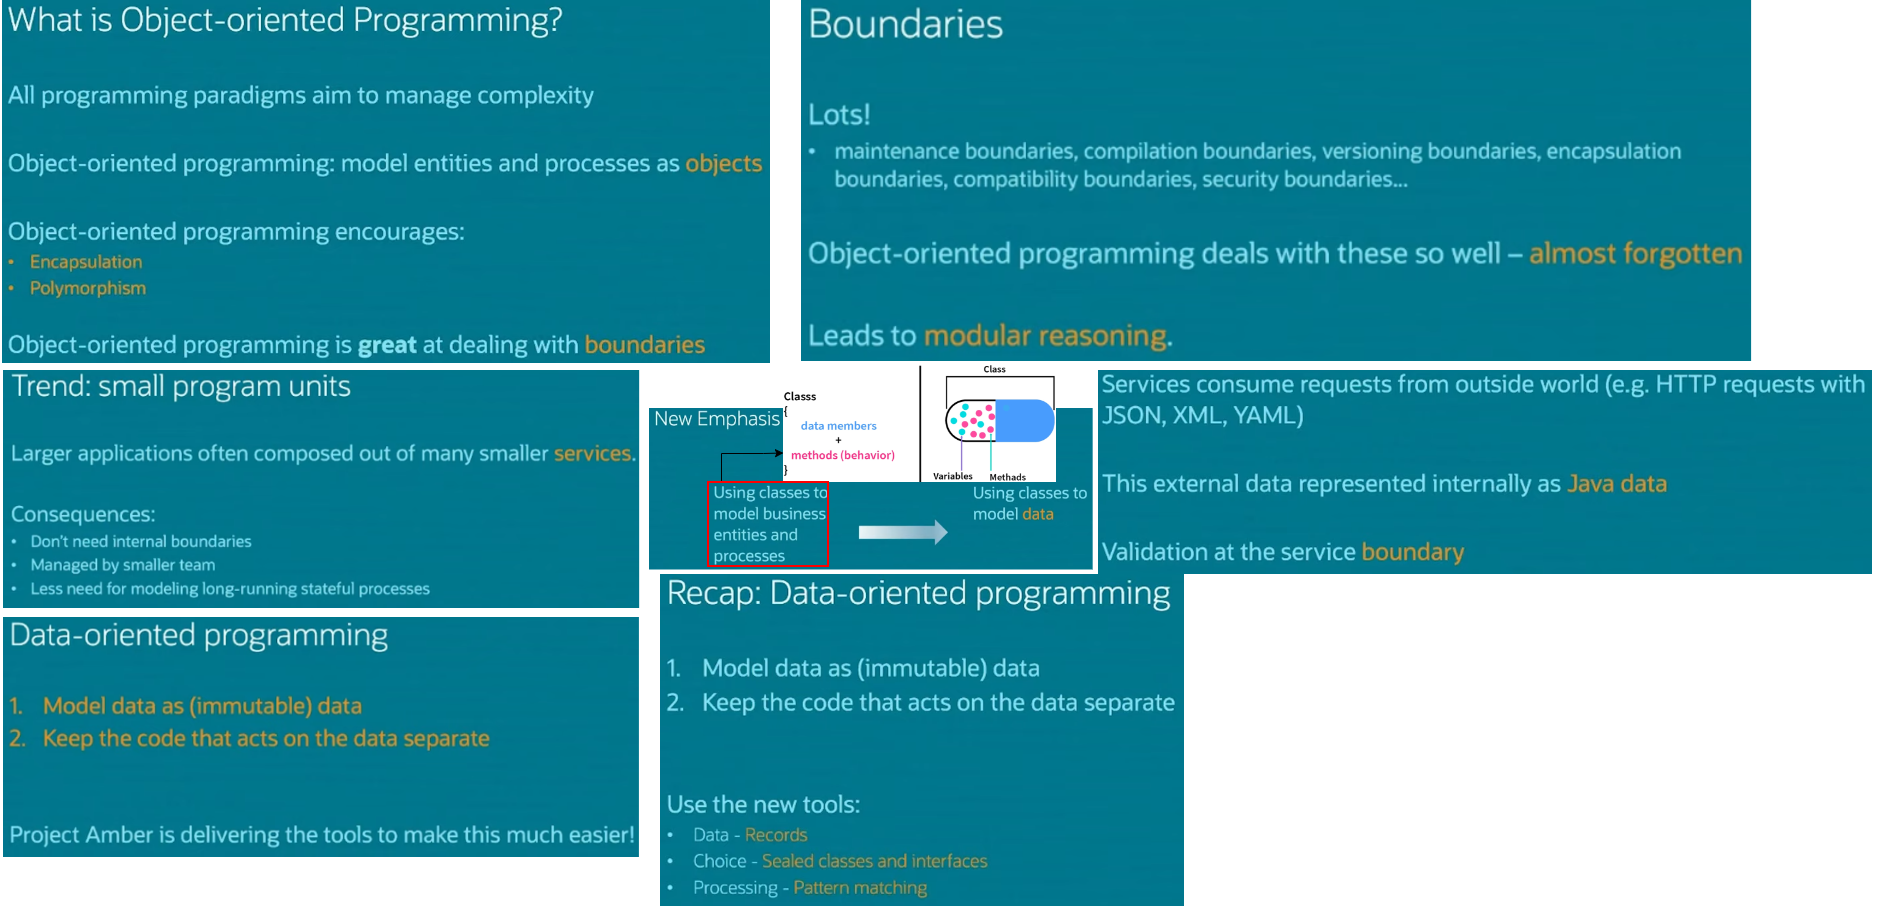 What is Object-oriented Programming?
All programming paradigms aim to manage complexity
Object-oriented programming: model entities and processes as objects
Object-oriented programming encourages:
• Encapsulation
• Polymorphism
Object-oriented programming is great at dealing with boundaries
Boundaries
Lots!
• maintenance boundaries, compilation boundaries, versioning boundaries, encapsulation
boundaries, compatibility boundaries, security boundaries...
Object-oriented programming deals with these so well – almost forgotten
Leads to modular reasoning.
Trend: small program units
Larger applications often composed out of many smaller services.
Consequences:
• Don't need internal boundaries
• Managed by smaller team
• Less need for modeling long-running stateful processes
New Emphasis
Classs
{
data members
+
methods (behavior)
}
Class
Variables
Methads
Using classes to
model business
entities and
processes
Using classes to
model data
Services consume requests from outside world (e.g. HTTP requests with
JSON, XML, YAML)
This external data represented internally as Java data
Validation at the service boundary
Data-oriented programming
1. Model data as (immutable) data
2. Keep the code that acts on the data separate
Project Amber is delivering the tools to make this much easier!
Recap: Data-oriented programming
1. Model data as (immutable) data
2. Keep the code that acts on the data separate
Use the new tools:
• Data - Records
• Choice - Sealed classes and interfaces
• Processing - Pattern matching